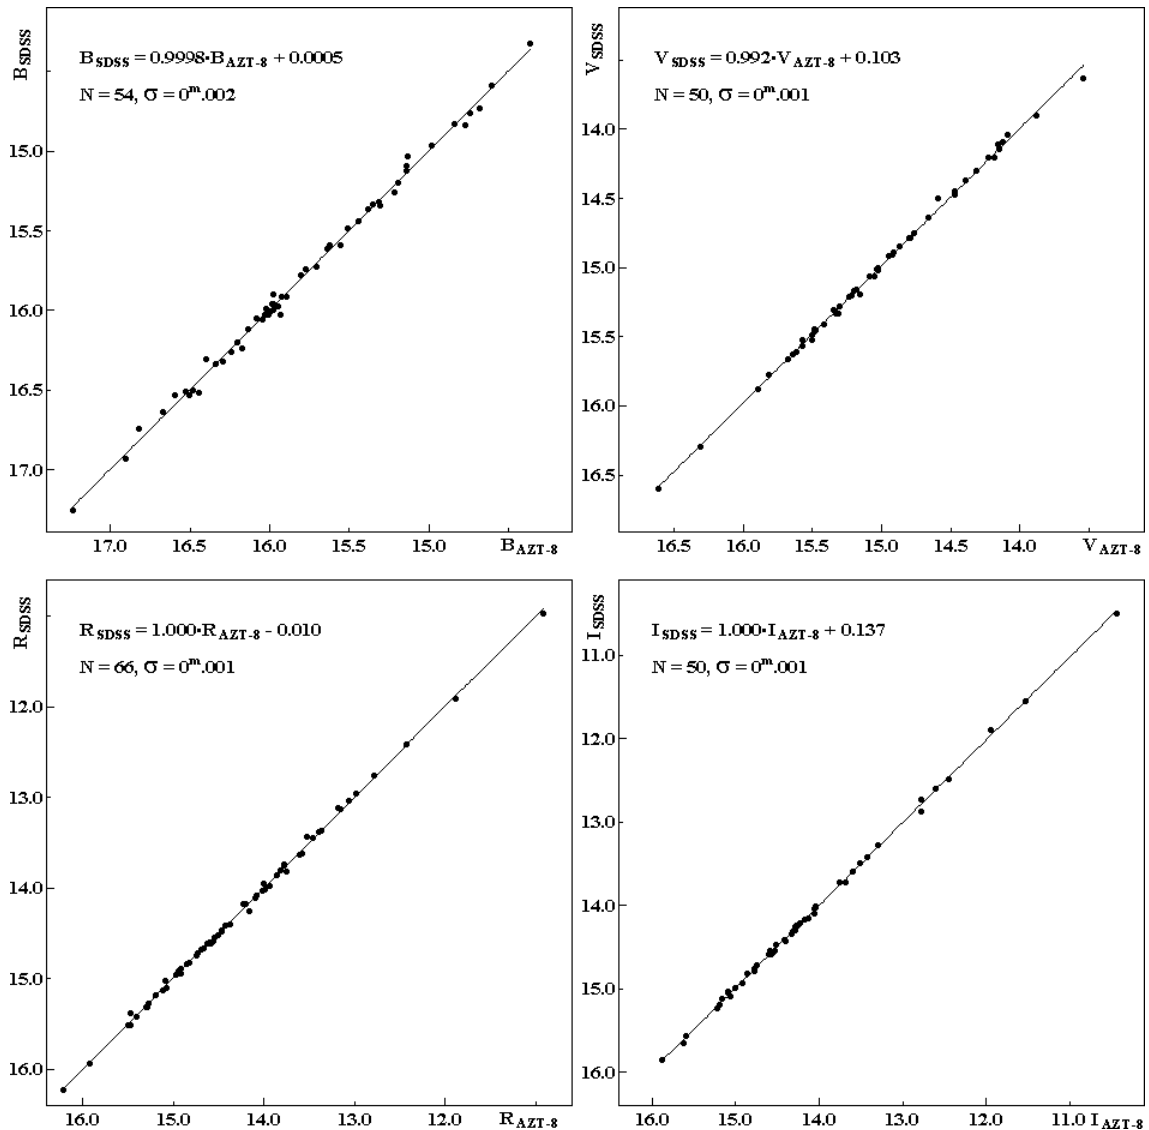 B_SDSS
B_SDSS = 0.9998·B_AZT-8 + 0.0005
N = 54, σ = 0^m.002
15.0
15.5
16.0
16.5
17.0
17.0 16.5 16.0 15.5 15.0 B_AZT-8
V_SDSS
V_SDSS = 0.992·V_AZT-8 + 0.103
N = 50, σ = 0^m.001
14.0
14.5
15.0
15.5
16.0
16.5
16.5 16.0 15.5 15.0 14.5 14.0 V_AZT-8
R_SDSS
R_SDSS = 1.000·R_AZT-8 - 0.010
N = 66, σ = 0^m.001
12.0
13.0
14.0
15.0
16.0
16.0 15.0 14.0 13.0 12.0 R_AZT-8
I_SDSS
I_SDSS = 1.000·I_AZT-8 + 0.137
N = 50, σ = 0^m.001
11.0
12.0
13.0
14.0
15.0
16.0
16.0 15.0 14.0 13.0 12.0 11.0 I_AZT-8